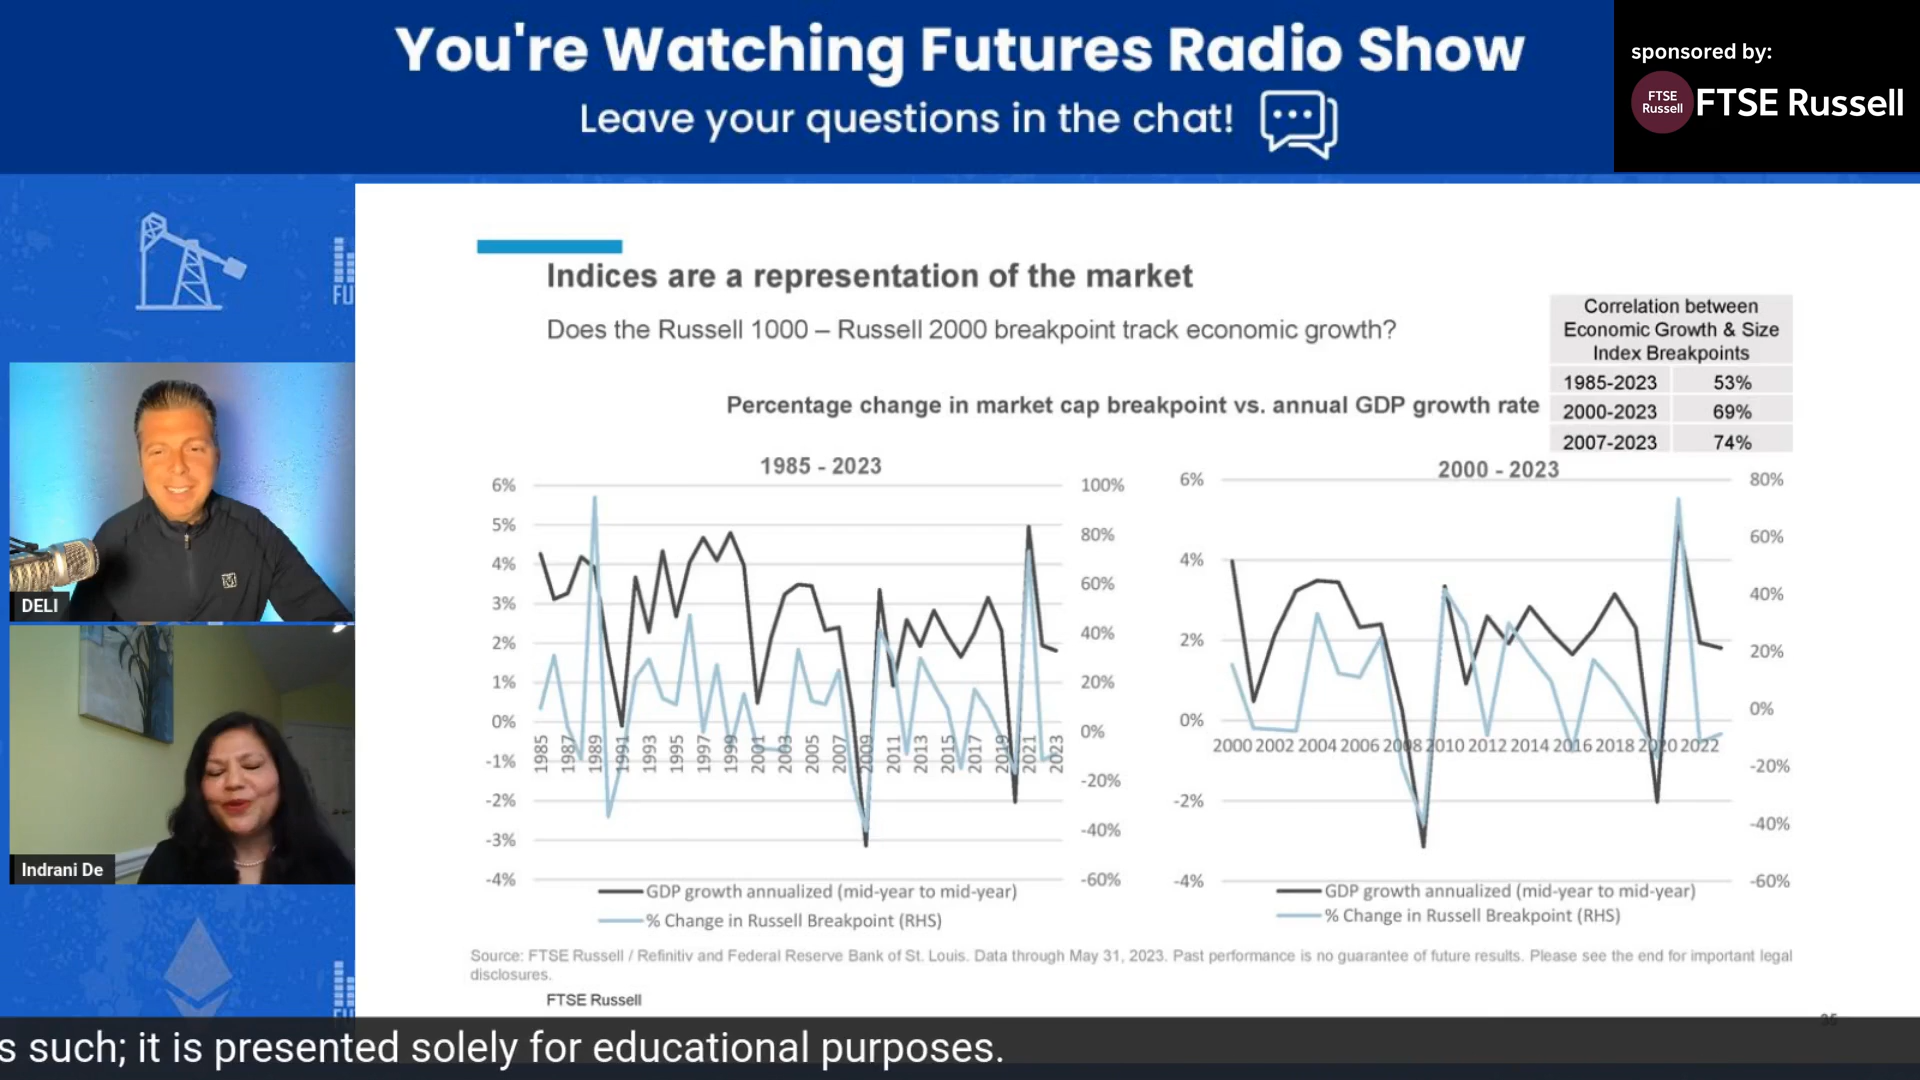 You're Watching Futures Radio Show
Leave your questions in the chat!
sponsored by:
FTSE
Russell
FTSE Russell
FU
DELI
Indrani De
Indices are a representation of the market
Does the Russell 1000 – Russell 2000 breakpoint track economic growth?
Correlation between
Economic Growth & Size
Index Breakpoints
1985-2023 53%
2000-2023 69%
2007-2023 74%
Percentage change in market cap breakpoint vs. annual GDP growth rate
1985 - 2023
6%
5%
4%
3%
2%
1%
0%
-1%
-2%
-3%
-4%
100%
80%
60%
40%
20%
0%
-20%
-40%
-60%
1985 1987 1989 1991 1993 1995 1997 1999 2001 2003 2005 2007 2009 2011 2013 2015 2017 2019 2021 2023
GDP growth annualized (mid-year to mid-year)
% Change in Russell Breakpoint (RHS)
2000 - 2023
6%
4%
2%
0%
-2%
-4%
80%
60%
40%
20%
0%
-20%
-40%
-60%
2000 2002 2004 2006 2008 2010 2012 2014 2016 2018 2020 2022
GDP growth annualized (mid-year to mid-year)
% Change in Russell Breakpoint (RHS)
Source: FTSE Russell / Refinitiv and Federal Reserve Bank of St. Louis. Data through May 31, 2023. Past performance is no guarantee of future results. Please see the end for important legal
disclosures.
FTSE Russell
s such; it is presented solely for educational purposes.